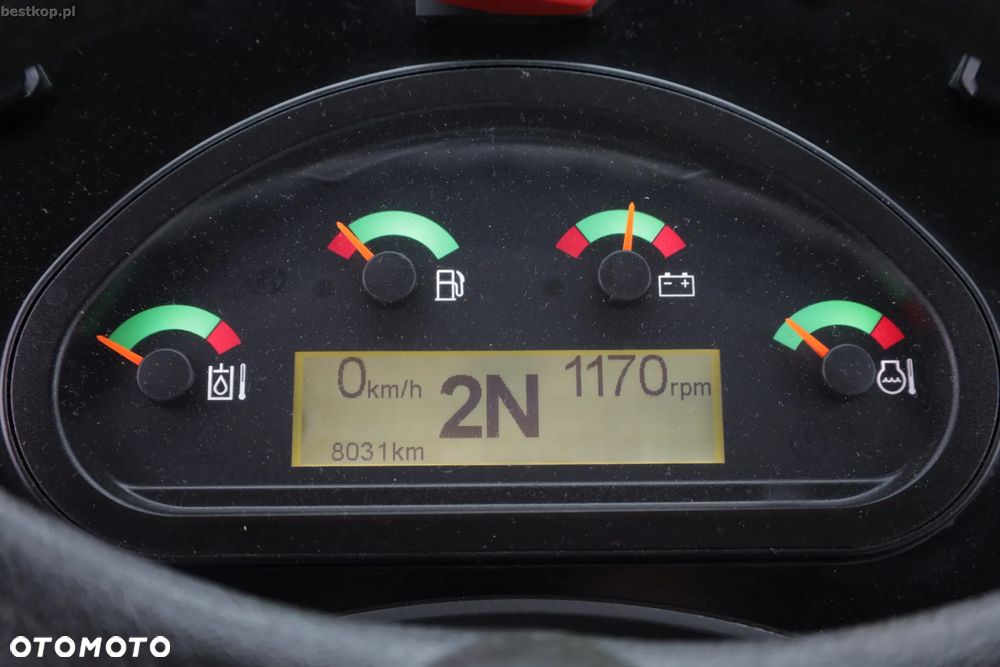 bestkop.pl
0km/h 2N 1170rpm
8031km
OTOMOTO